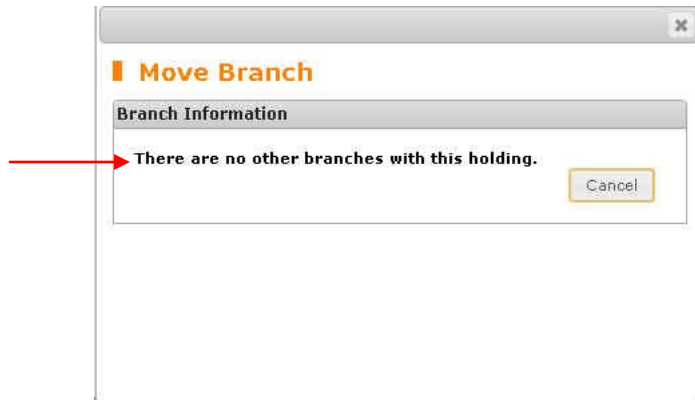 Move Branch
Branch Information
There are no other branches with this holding.
Cancel